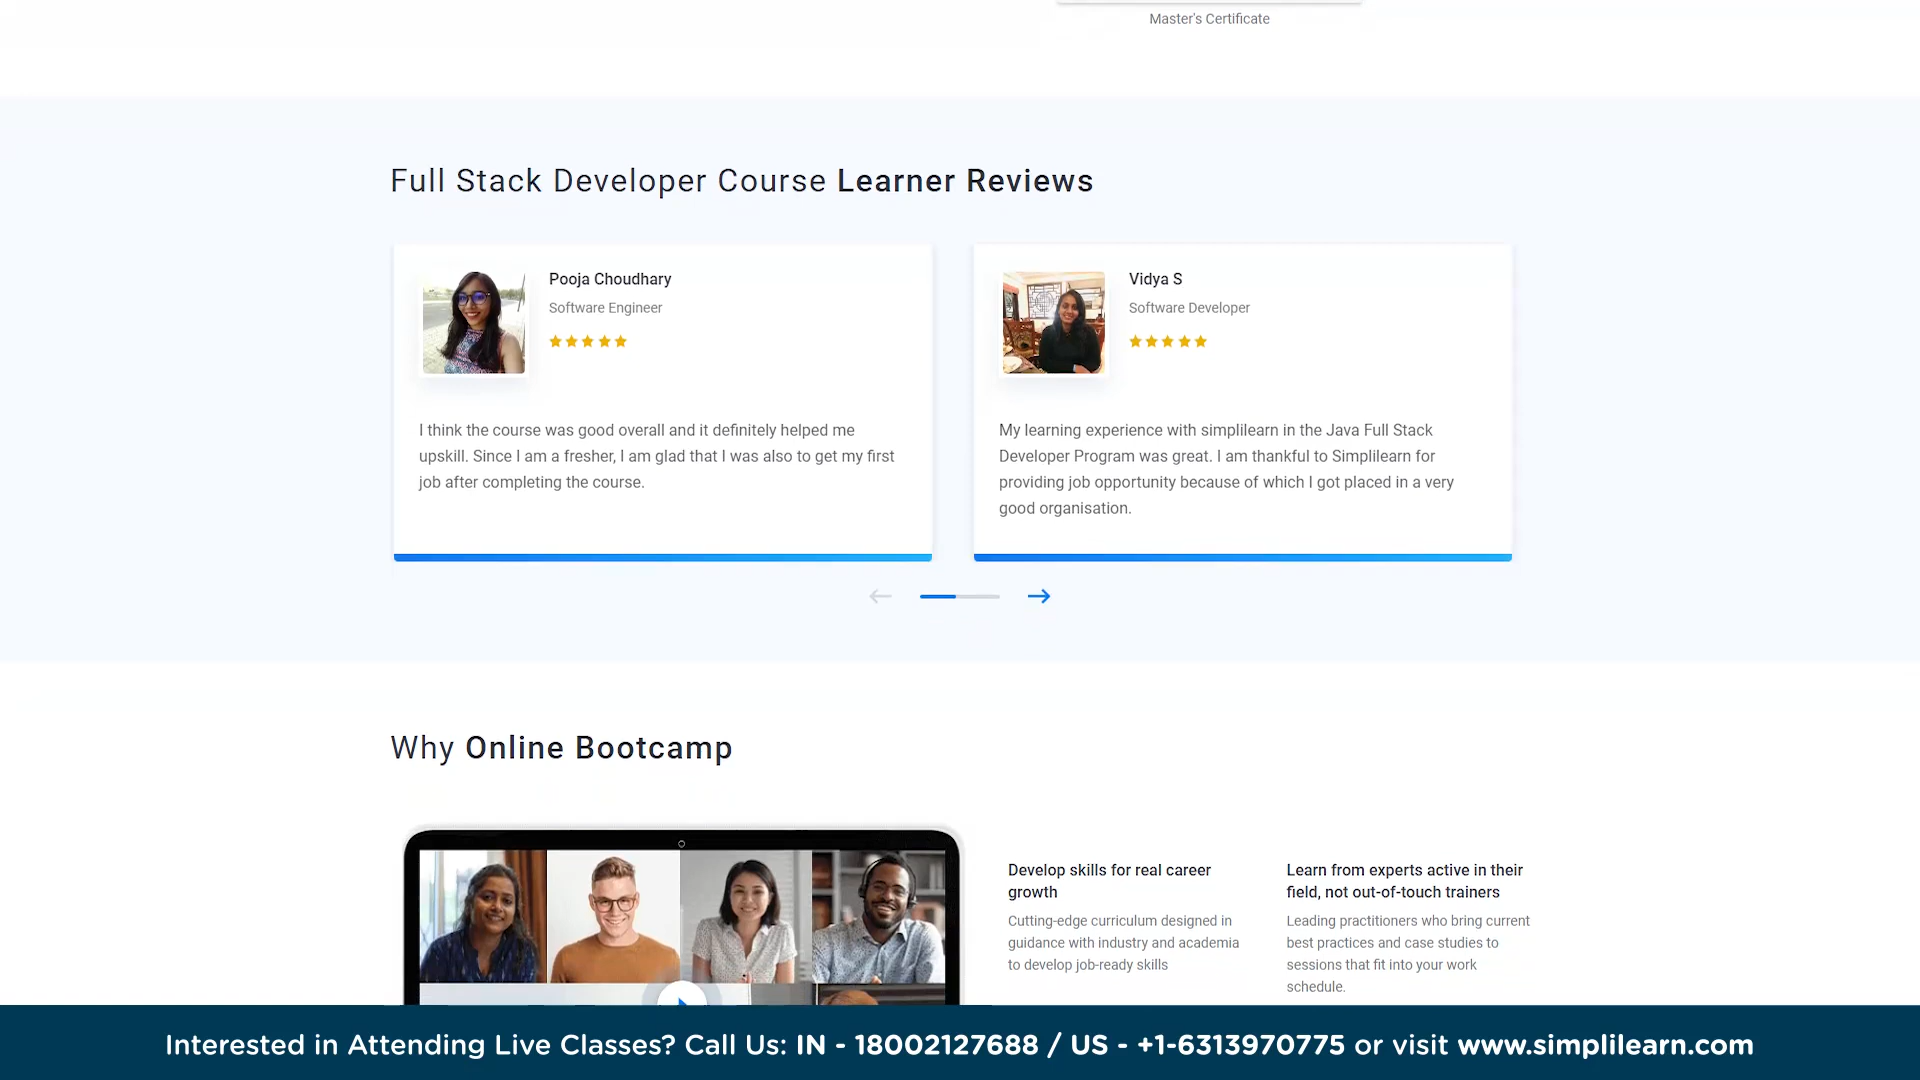 Master's Certificate
Full Stack Developer Course Learner Reviews
Pooja Choudhary
Software Engineer
I think the course was good overall and it definitely helped me
upskill. Since I am a fresher, I am glad that I was also to get my first
job after completing the course.
Vidya S
Software Developer
My learning experience with simplilearn in the Java Full Stack
Developer Program was great. I am thankful to Simplilearn for
providing job opportunity because of which I got placed in a very
good organisation.
Why Online Bootcamp
Develop skills for real career
growth
Cutting-edge curriculum designed in
guidance with industry and academia
to develop job-ready skills
Learn from experts active in their
field, not out-of-touch trainers
Leading practitioners who bring current
best practices and case studies to
sessions that fit into your work
schedule.
Interested in Attending Live Classes? Call Us: IN - 18002127688 / US - +1-6313970775 or visit www.simplilearn.com